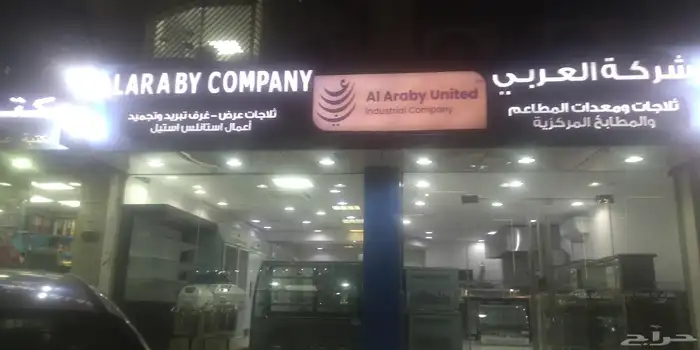 ALARABY COMPANY
ثلاجات عرض - غرف تبريد وتجميد
أعمال استانلس استيل
Al Araby United
Industrial Company
شركة العربي
ثلاجات ومعدات المطاعم
والمطابخ المركزية
حراج